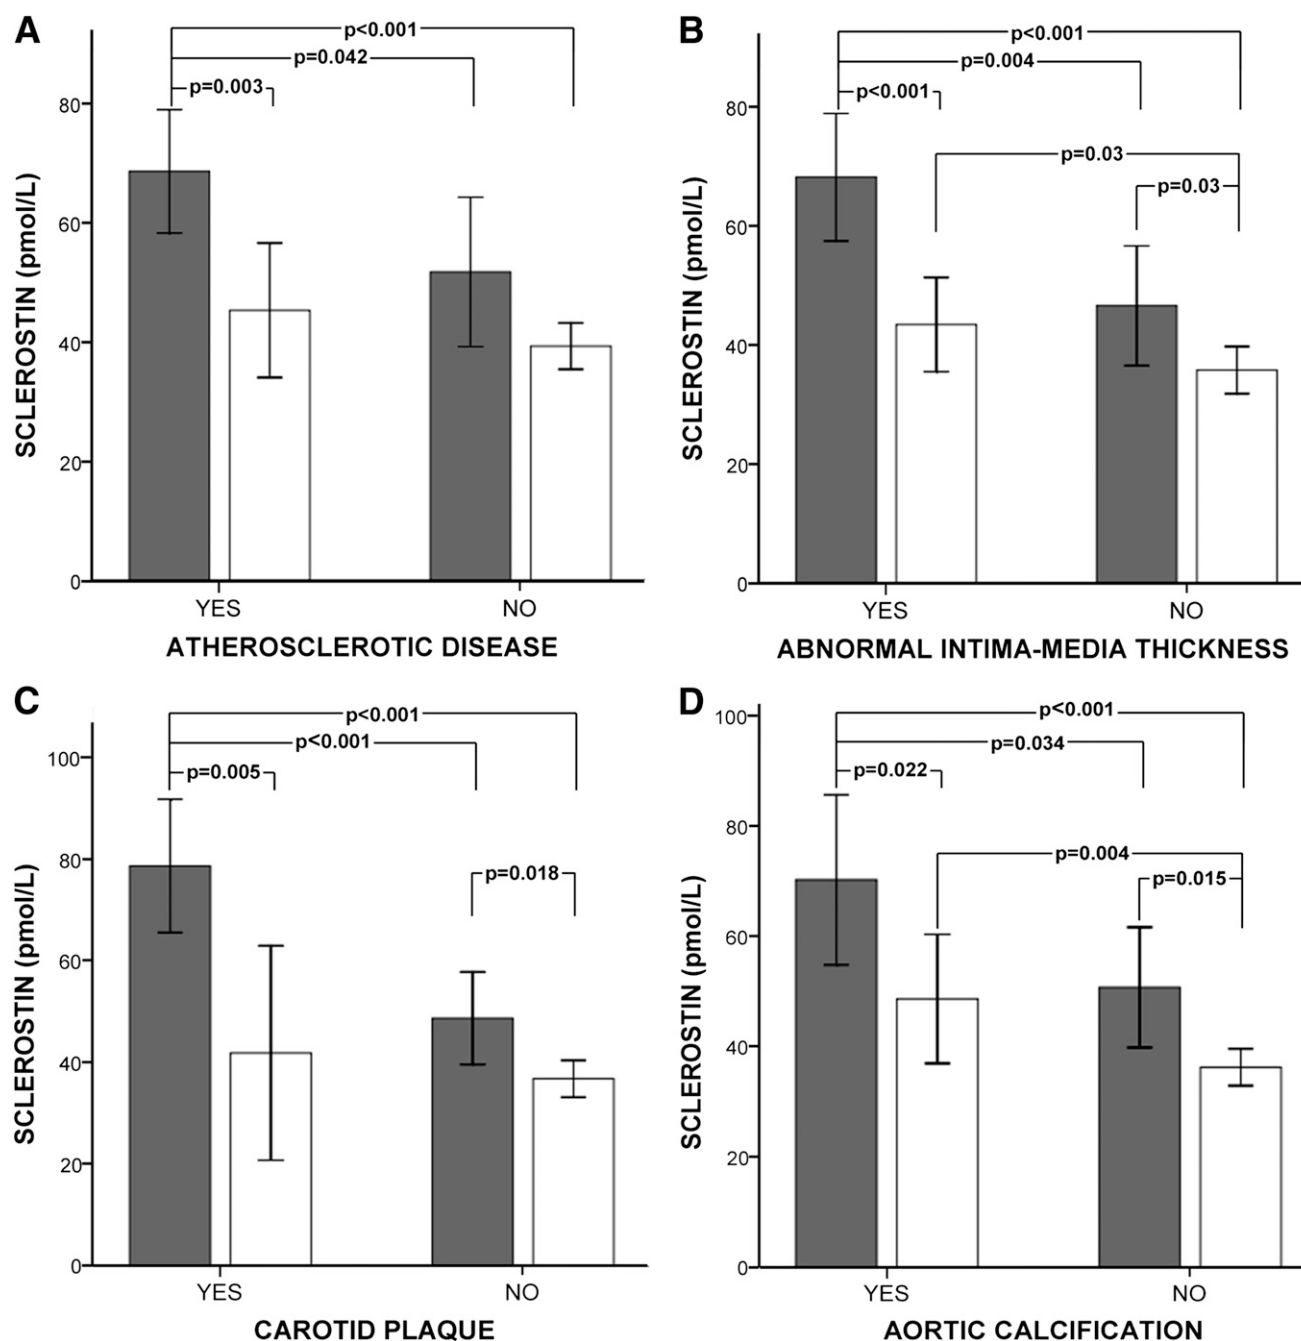 A
p<0.001
p=0.042
p=0.003
80
60
40
20
0
SCLEROSTIN (pmol/L)
YES
NO
ATHEROSCLEROTIC DISEASE
B
p<0.001
p=0.004
p<0.001
p=0.03
p=0.03
80
60
40
20
0
SCLEROSTIN (pmol/L)
YES
NO
ABNORMAL INTIMA-MEDIA THICKNESS
C
p<0.001
p<0.001
p=0.005
p=0.018
100
80
60
40
20
0
SCLEROSTIN (pmol/L)
YES
NO
CAROTID PLAQUE
D
p<0.001
p=0.034
p=0.022
p=0.004
p=0.015
100
80
60
40
20
0
SCLEROSTIN (pmol/L)
YES
NO
AORTIC CALCIFICATION